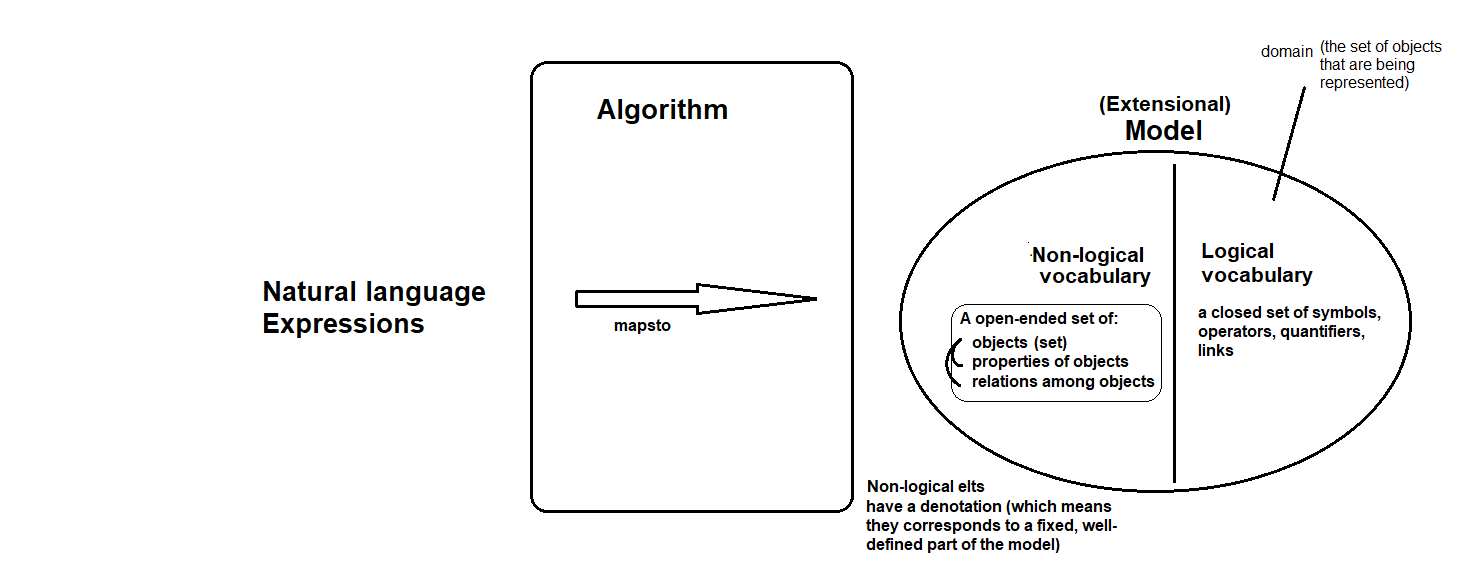 Natural language
Expressions
Algorithm
mapsto
(Extensional)
Model
domain (the set of objects
that are being
represented)
Non-logical
vocabulary
A open-ended set of:
objects (set)
properties of objects
relations among objects
Logical
vocabulary
a closed set of symbols,
operators, quantifiers,
links
Non-logical elts
have a denotation (which means
they corresponds to a fixed, well-
defined part of the model)